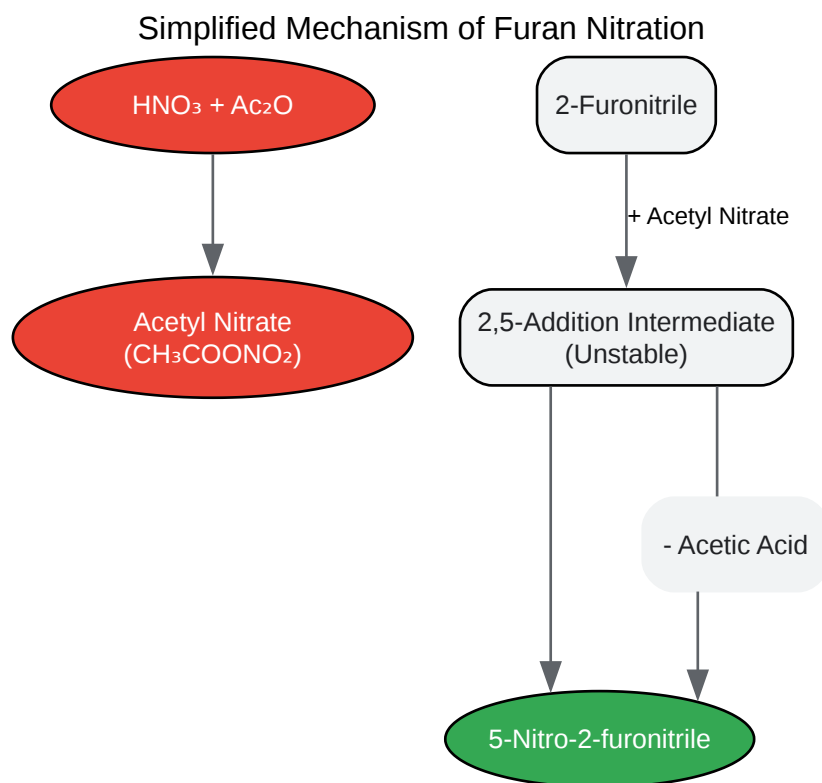 Simplified Mechanism of Furan Nitration
HNO₃ + Ac₂O
2-Furonitrile
+ Acetyl Nitrate
Acetyl Nitrate
(CH₃COONO₂)
2,5-Addition Intermediate
(Unstable)
- Acetic Acid
5-Nitro-2-furonitrile